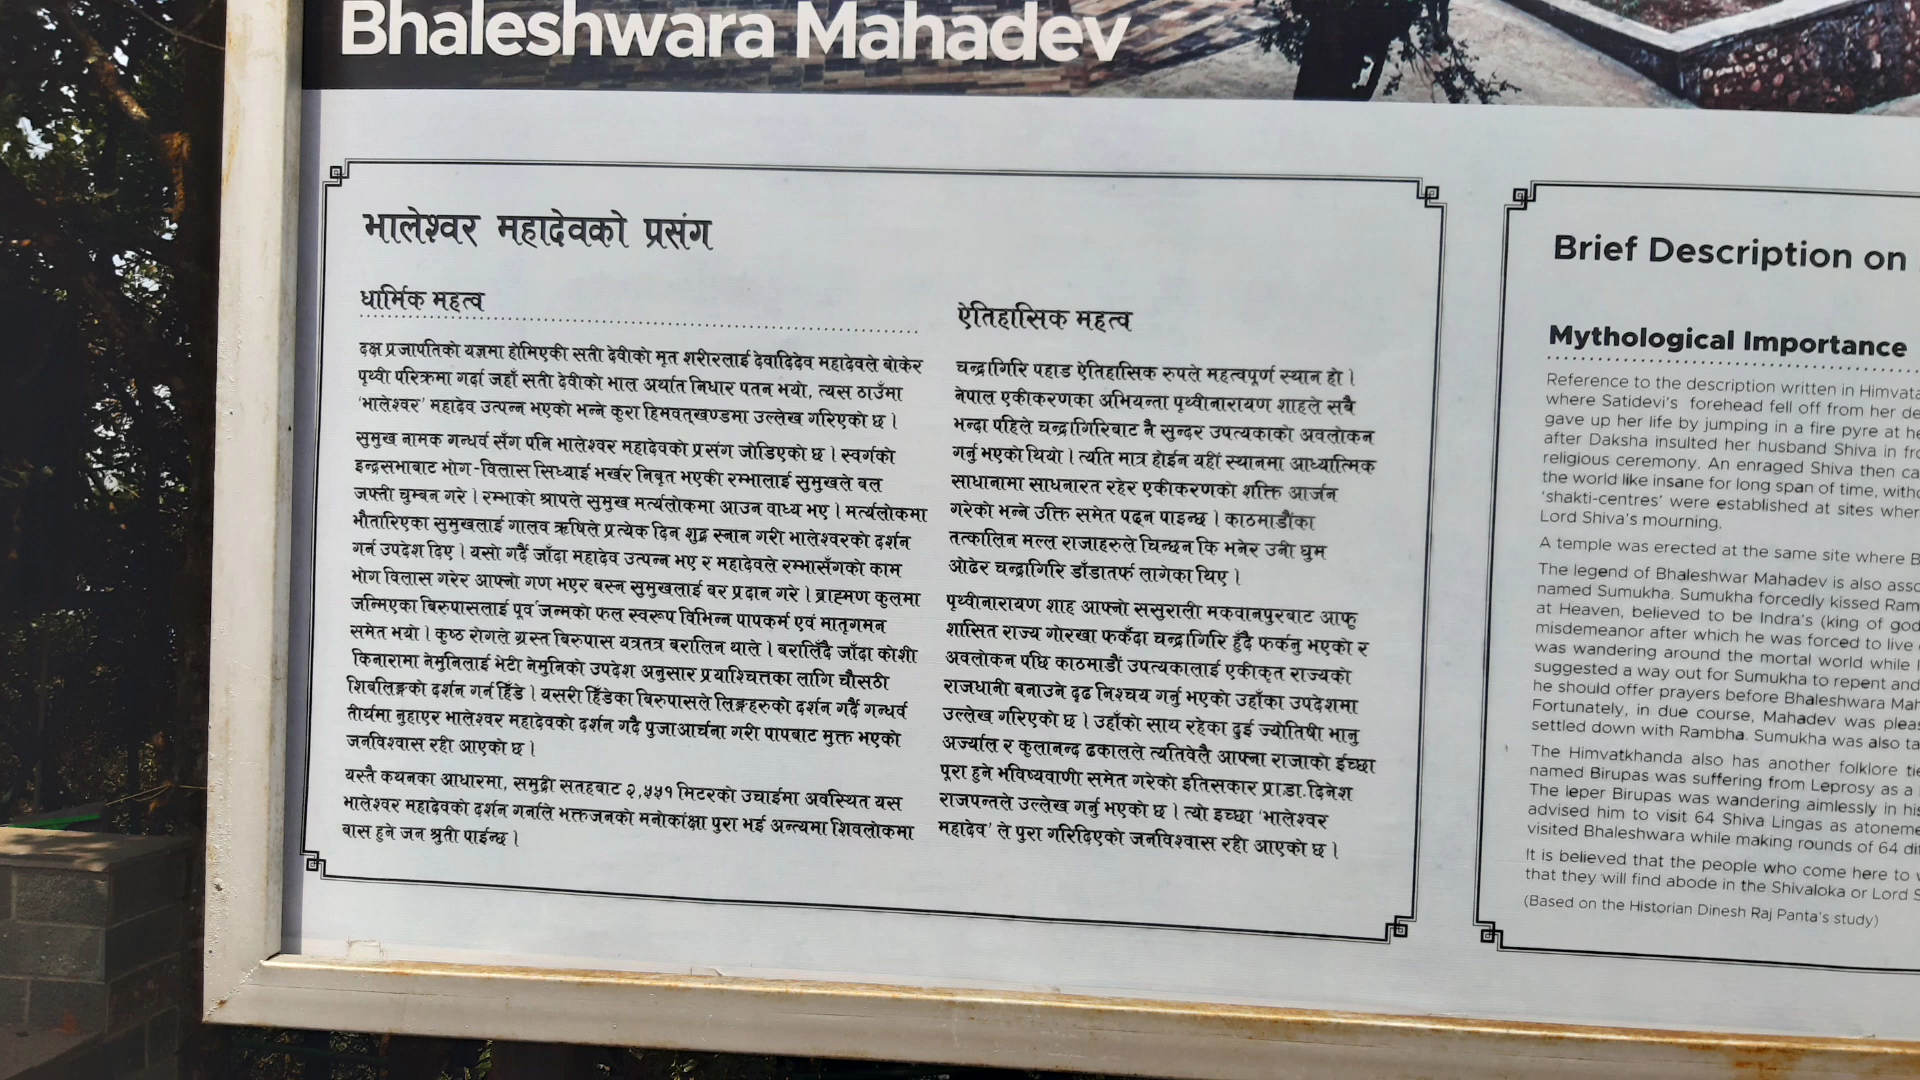 Bhaleshwara Mahadev
भालेश्वर महादेवको प्रसंग
धार्मिक महत्व
दक्ष प्रजापतिको यज्ञमा होमिएकी सती देवीको मृत शरीरलाई देवादिदेव महादेवले बोकेर
पृथ्वी परिक्रमा गर्दा जहाँ सती देवीको भाल अर्थात निधार पतन भयो, त्यस ठाउँमा
'भालेश्वर' महादेव उत्पन्न भएको भन्ने कुरा हिमवत्खण्डमा उल्लेख गरिएको छ ।
सुमुख नामक गन्धर्व सँग पनि भालेश्वर महादेवको प्रसंग जोडिएको छ । स्वर्गको
इन्द्रसभाबाट भोग-विलास सिध्याई भर्खर निबृत भएकी रम्भालाई सुमुखले बल
जफ्ती चुम्बन गरे । रम्भाको श्रापले सुमुख मर्त्यलोकमा आउन वाध्य भए । मर्त्यलोकमा
भौतारिएका सुमुखलाई गालव ऋषिले प्रत्येक दिन शुद्ध स्नान गरी भालेश्वरको दर्शन
गर्न उपदेश दिए । यसो गर्दै जाँदा महादेव उत्पन्न भए र महादेवले रम्भासँगको काम
भोग विलास गरेर आफ्नो गण भएर बस्न सुमुखलाई बर प्रदान गरे । ब्राह्मण कुलमा
जन्मिएका बिरुपासलाई पूर्व जन्मको फल स्वरूप विभिन्न पापकर्म एवं मातृगमन
समेत भयो । कुष्ठ रोगले ग्रस्त बिरुपास यत्रतत्र बरालिन थाले । बरालिँदै जाँदा कोशी
किनारामा नेमुनिलाई भेटी नेमुनिको उपदेश अनुसार प्रयाश्चित्तका लागि चौसठी
शिबलिङ्गको दर्शन गर्न हिँडे । यसरी हिँडेका बिरुपासले लिङ्गहरुको दर्शन गर्दै गन्धर्व
तीर्थमा नुहाएर भालेश्वर महादेवको दर्शन गदै पुजाआर्चना गरी पापबाट मुक्त भएको
जनविश्वास रही आएको छ ।
यस्तै कथनका आधारमा, समुद्री सतहबाट २,५५१ मिटरको उचाईमा अवस्थित यस
भालेश्वर महादेवको दर्शन गर्नाले भक्तजनको मनोकांक्षा पुरा भई अन्त्यमा शिवलोकमा
बास हुने जन श्रुती पाईन्छ ।
ऐतिहासिक महत्व
चन्द्रागिरि पहाड ऐतिहासिक रुपले महत्वपूर्ण स्थान हो ।
नेपाल एकीकरणका अभियन्ता पृथ्वीनारायण शाहले सबै
भन्दा पहिले चन्द्रागिरिबाट नै सुन्दर उपत्यकाको अवलोकन
गर्नु भएको थियो । त्यति मात्र होईन यहीं स्थानमा आध्यात्मिक
साधानामा साधनारत रहेर एकीकरणको शक्ति आर्जन
गरेको भन्ने उक्ति समेत पढ्न पाइन्छ । काठमाडौंका
तत्कालिन मल्ल राजाहरुले चिन्छन कि भनेर उनी घुम
ओढेर चन्द्रागिरि डाँडातर्फ लागेका थिए ।
पृथ्वीनारायण शाह आफ्नो ससुराली मकवानपुरबाट आफु
शासित राज्य गोरखा फर्कँदा चन्द्रागिरि हुँदै फर्कनु भएको र
अवलोकन पछि काठमाडौं उपत्यकालाई एकीकृत राज्यको
राजधानी बनाउने दृढ निश्चय गर्नु भएको उहाँका उपदेशमा
उल्लेख गरिएको छ । उहाँको साथ रहेका दुई ज्योतिषी भानु
अर्ज्याल र कुलानन्द ढकालले त्यतिवेलै आफ्ना राजाको ईच्छा
पूरा हुने भविष्यवाणी समेत गरेको इतिसकार प्रा.डा. दिनेश
राजपन्तले उल्लेख गर्नु भएको छ । त्यो इच्छा 'भालेश्वर
महादेव' ले पुरा गरिदिएको जनविश्वास रही आएको छ ।
Brief Description on
Mythological Importance
Reference to the description written in
where Satidevi's forehead fell off from her
gave up her life by jumping in a fire pyre at
after Daksha insulted her husband Shiva in
religious ceremony. An enraged Shiva then
the world like insane for long span of time,
'shakti-centres' were established at sites
Lord Shiva's mourning.
A temple was erected at the same site where
The legend of Bhaleshwar Mahadev is also
named Sumukha. Sumukha forcedly kissed
at Heaven, believed to be Indra's (king of
misdemeanor after which he was forced to live
was wandering around the mortal world while
suggested a way out for Sumukha to repent and
he should offer prayers before Bhaleshwara
Fortunately, in due course, Mahadev was
settled down with Rambha. Sumukha was also
The Himvatkhanda also has another folklore
named Birupas was suffering from Leprosy as a
The leper Birupas was wandering aimlessly in
advised him to visit 64 Shiva Lingas as
visited Bhaleshwara while making rounds of 64
It is believed that the people who come here to
that they will find abode in the Shivaloka or Lord
(Based on the Historian Dinesh Raj Panta's study)